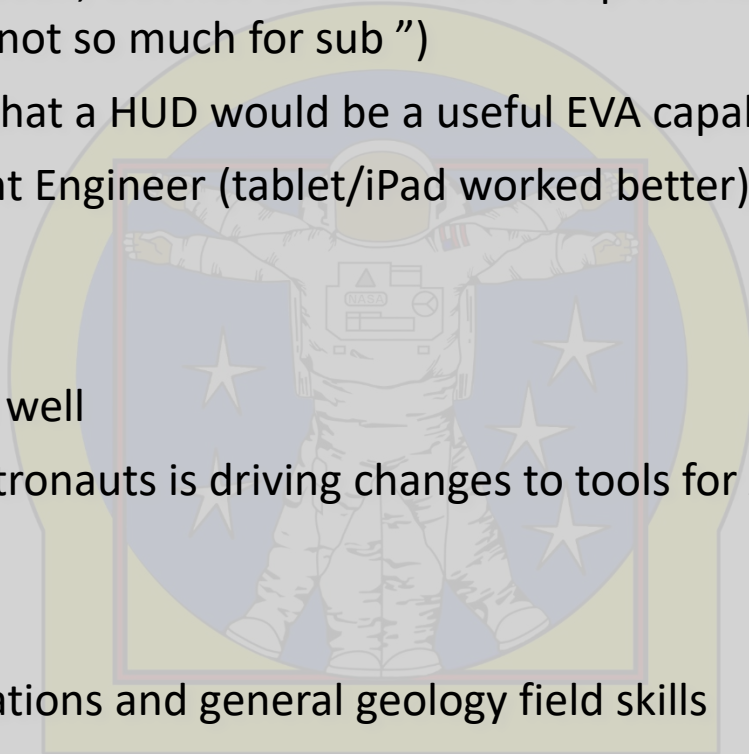 not so much for sub ")
hat a HUD would be a useful EVA capal
nt Engineer (tablet/iPad worked better)
NASA
well
tronauts is driving changes to tools for
ations and general geology field skills